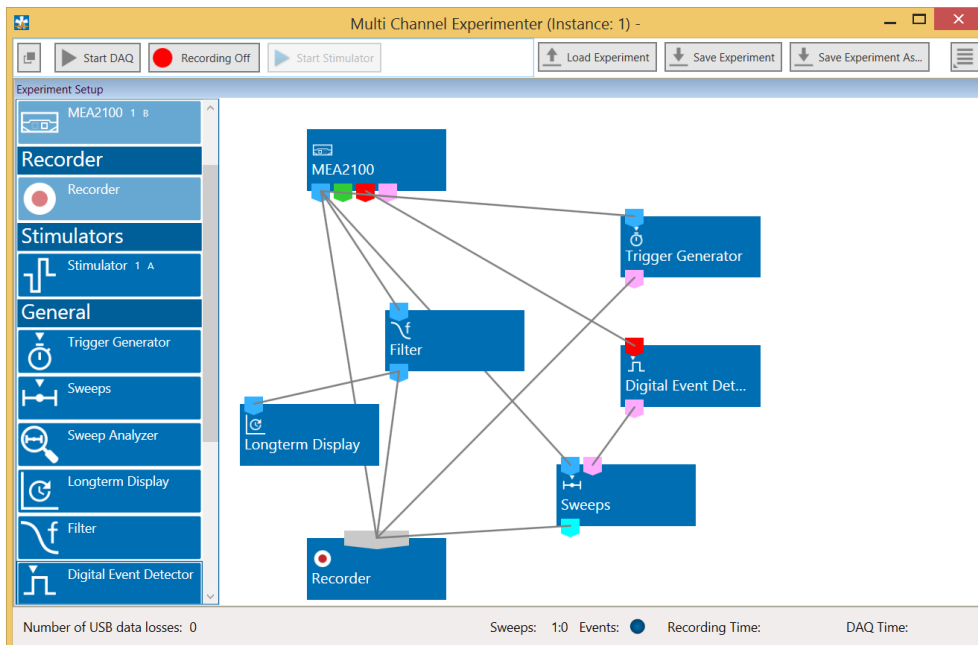 Multi Channel Experimenter (Instance: 1) -
Start DAQ
Recording Off
Start Stimulator
Load Experiment
Save Experiment
Save Experiment As...
Experiment Setup
MEA2100 1 B
Recorder
Recorder
Stimulators
Stimulator 1 A
General
Trigger Generator
Sweeps
Sweep Analyzer
Longterm Display
Filter
Digital Event Detector
MEA2100
Trigger Generator
Filter
Digital Event Det...
Longterm Display
Sweeps
Recorder
Number of USB data losses: 0
Sweeps: 1:0 Events:
Recording Time:
DAQ Time: